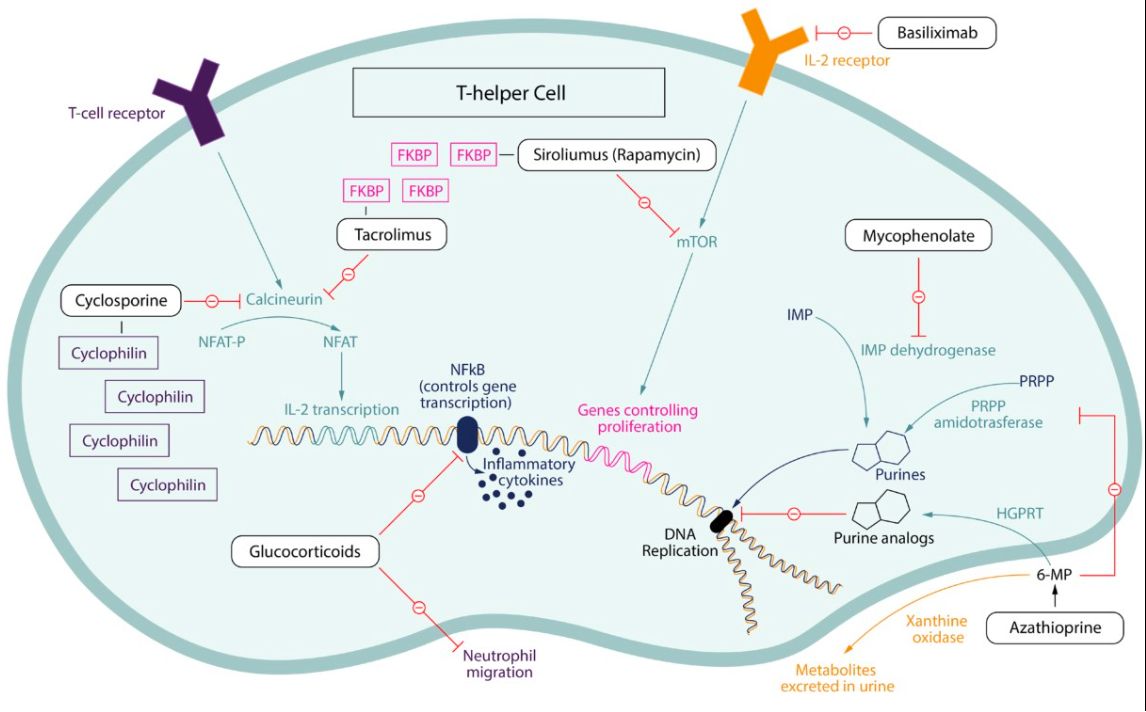 Basiliximab
IL-2 receptor
T-helper Cell
T-cell receptor
FKBP
FKBP
Siroliumus (Rapamycin)
FKBP
FKBP
Tacrolimus
mTOR
Mycophenolate
Cyclosporine
Calcineurin
NFAT-P
NFAT
IMP
IMP dehydrogenase
Cyclophilin
Cyclophilin
Cyclophilin
Cyclophilin
NFkB
(controls gene
transcription)
PRPP
PRPP
amidotrasferase
IL-2 transcription
Genes controlling
proliferation
Inflammatory
cytokines
Purines
Purine analogs
HGPRT
DNA
Replication
Glucocorticoids
6-MP
Azathioprine
Xanthine
oxidase
Neutrophil
migration
Metabolites
excreted in urine